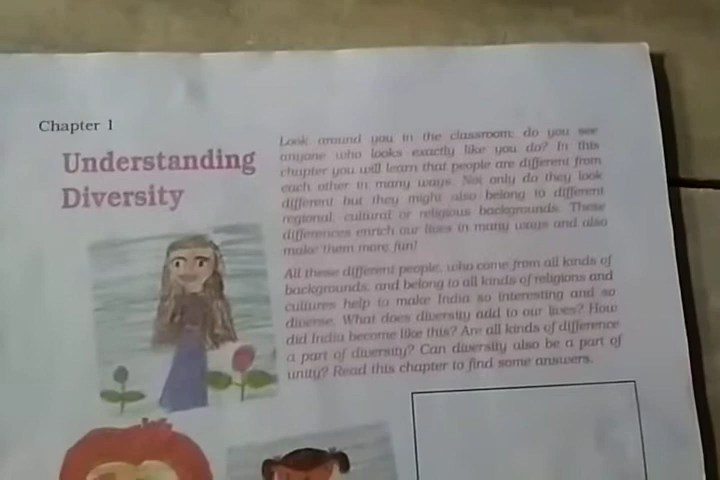 Chapter 1
Understanding
Diversity
Look around you in the classroom: do you see
anyone who looks exactly like you do? In this
chapter you will learn that people are different from
each other in many ways. Not only do they look
different but they might also belong to different
regional, cultural or religious backgrounds. These
differences enrich our lives in many ways and also
make them more fun!
All these different people, who come from all kinds of
backgrounds, and belong to all kinds of religions and
cultures help to make India so interesting and so
diverse. What does diversity add to our lives? How
did India become like this? Are all kinds of difference
a part of diversity? Can diversity also be a part of
unity? Read this chapter to find some answers.